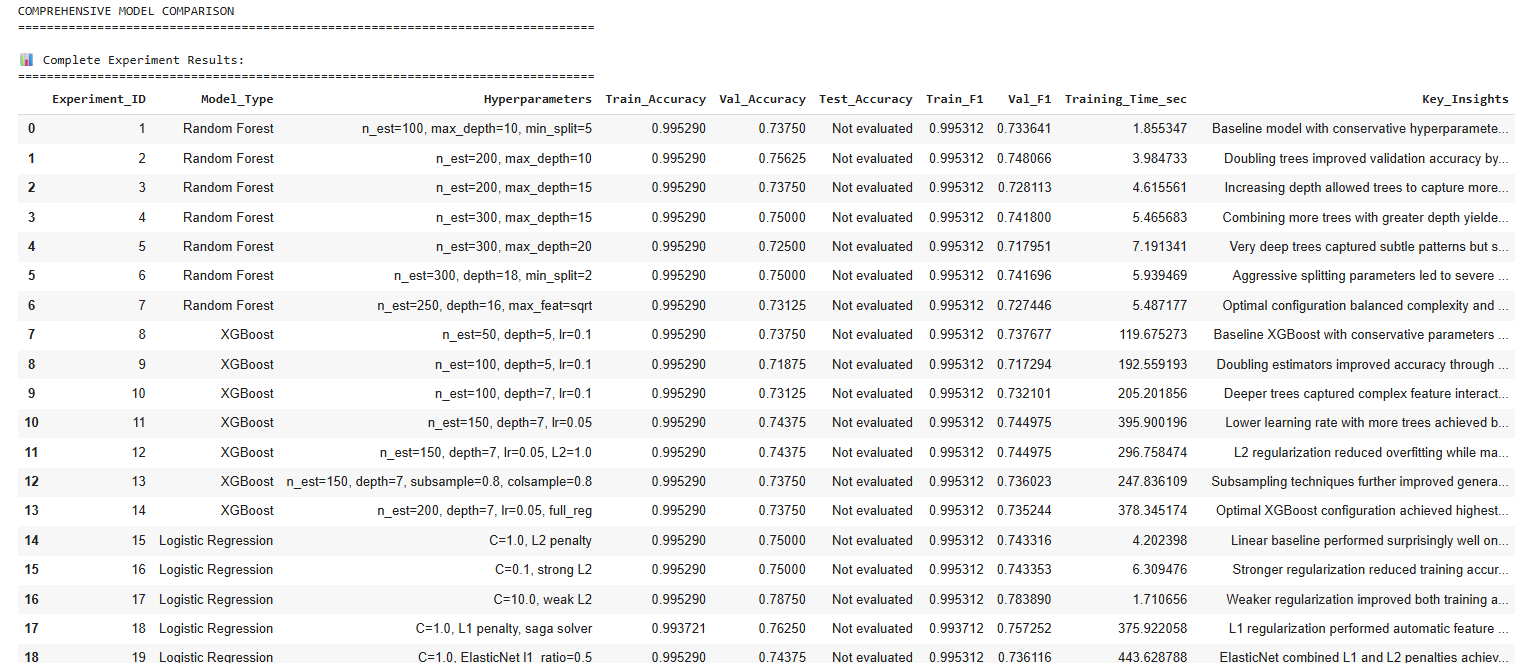 COMPREHENSIVE MODEL COMPARISON
================================================================================
Complete Experiment Results:
================================================================================
Experiment_ID Model_Type Hyperparameters Train_Accuracy Val_Accuracy Test_Accuracy Train_F1 Val_F1 Training_Time_sec Key_Insights
0 1 Random Forest n_est=100, max_depth=10, min_split=5 0.995290 0.73750 Not evaluated 0.995312 0.733641 1.855347 Baseline model with conservative hyperparamete...
1 2 Random Forest n_est=200, max_depth=10 0.995290 0.75625 Not evaluated 0.995312 0.748066 3.984733 Doubling trees improved validation accuracy by...
2 3 Random Forest n_est=200, max_depth=15 0.995290 0.73750 Not evaluated 0.995312 0.728113 4.615561 Increasing depth allowed trees to capture more...
3 4 Random Forest n_est=300, max_depth=15 0.995290 0.75000 Not evaluated 0.995312 0.741800 5.465683 Combining more trees with greater depth yielde...
4 5 Random Forest n_est=300, max_depth=20 0.995290 0.72500 Not evaluated 0.995312 0.717951 7.191341 Very deep trees captured subtle patterns but s...
5 6 Random Forest n_est=300, depth=18, min_split=2 0.995290 0.75000 Not evaluated 0.995312 0.741696 5.939469 Aggressive splitting parameters led to severe ...
6 7 Random Forest n_est=250, depth=16, max_feat=sqrt 0.995290 0.73125 Not evaluated 0.995312 0.727446 5.487177 Optimal configuration balanced complexity and ...
7 8 XGBoost n_est=50, depth=5, lr=0.1 0.995290 0.73750 Not evaluated 0.995312 0.737677 119.675273 Baseline XGBoost with conservative parameters ...
8 9 XGBoost n_est=100, depth=5, lr=0.1 0.995290 0.71875 Not evaluated 0.995312 0.717294 192.559193 Doubling estimators improved accuracy through ...
9 10 XGBoost n_est=100, depth=7, lr=0.1 0.995290 0.73125 Not evaluated 0.995312 0.732101 205.201856 Deeper trees captured complex feature interact...
10 11 XGBoost n_est=150, depth=7, lr=0.05 0.995290 0.74375 Not evaluated 0.995312 0.744975 395.900196 Lower learning rate with more trees achieved b...
11 12 XGBoost n_est=150, depth=7, lr=0.05, L2=1.0 0.995290 0.74375 Not evaluated 0.995312 0.744975 296.758474 L2 regularization reduced overfitting while ma...
12 13 XGBoost n_est=150, depth=7, subsample=0.8, colsample=0.8 0.995290 0.73750 Not evaluated 0.995312 0.736023 247.836109 Subsampling techniques further improved genera...
13 14 XGBoost n_est=200, depth=7, lr=0.05, full_reg 0.995290 0.73750 Not evaluated 0.995312 0.735244 378.345174 Optimal XGBoost configuration achieved highest...
14 15 Logistic Regression C=1.0, L2 penalty 0.995290 0.75000 Not evaluated 0.995312 0.743316 4.202398 Linear baseline performed surprisingly well on...
15 16 Logistic Regression C=0.1, strong L2 0.995290 0.75000 Not evaluated 0.995312 0.743353 6.309476 Stronger regularization reduced training accur...
16 17 Logistic Regression C=10.0, weak L2 0.995290 0.78750 Not evaluated 0.995312 0.783890 1.710656 Weaker regularization improved both training a...
17 18 Logistic Regression C=1.0, L1 penalty, saga solver 0.993721 0.76250 Not evaluated 0.993712 0.757252 375.922058 L1 regularization performed automatic feature ...
18 19 Logistic Regression C=1.0, ElasticNet l1_ratio=0.5 0.995290 0.74375 Not evaluated 0.995312 0.736116 443.628788 ElasticNet combined L1 and L2 penalties achiev...